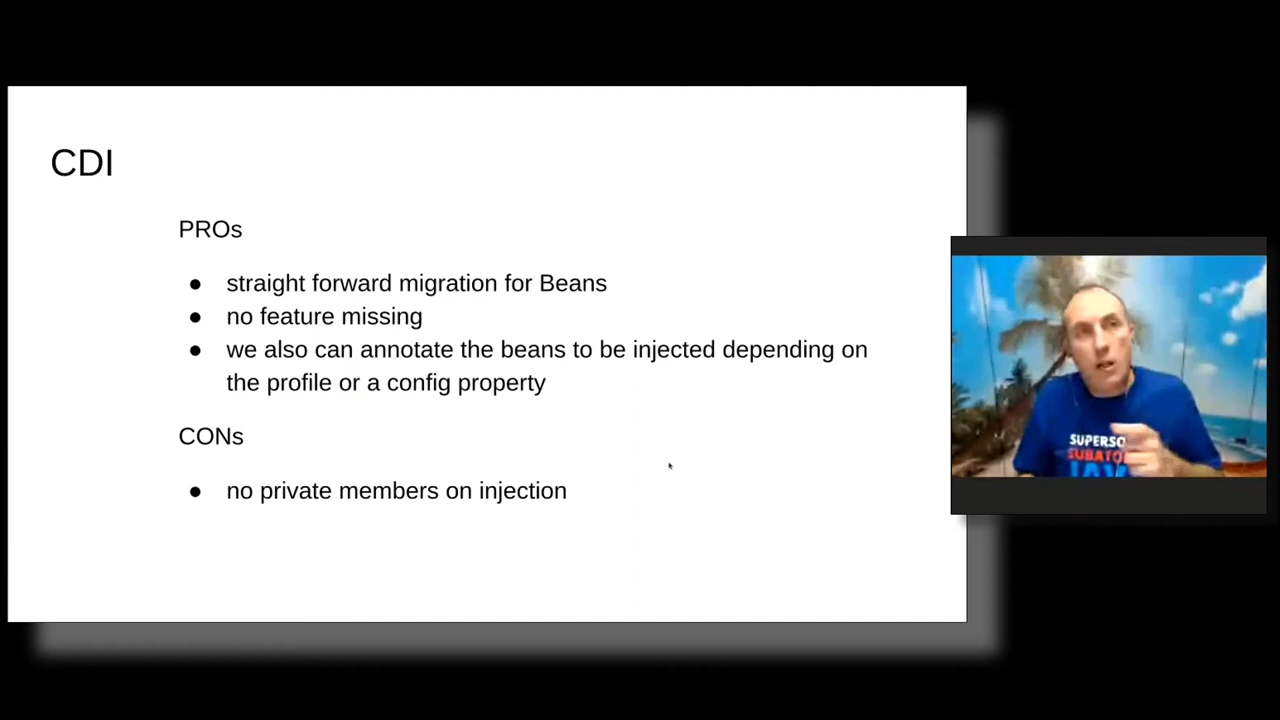 CDI
PROs
● straight forward migration for Beans
● no feature missing
● we also can annotate the beans to be injected depending on
the profile or a config property
CONs
● no private members on injection
SUPERSO
SUBATO
JAV